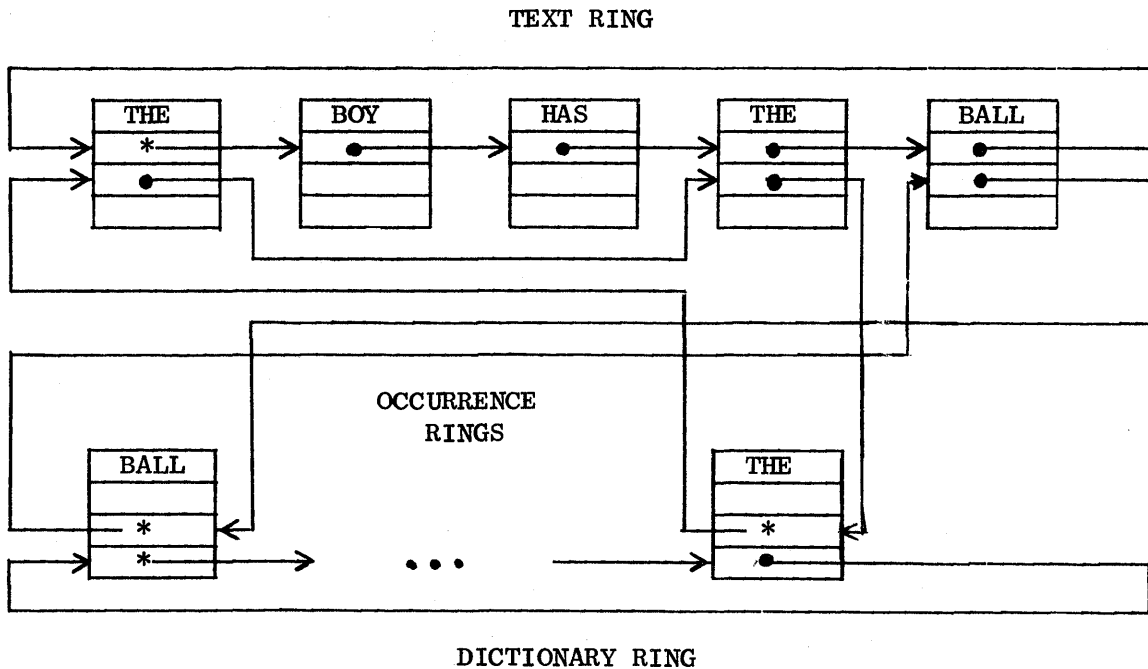 TEXT RING
THE BOY HAS THE BALL
*
OCCURRENCE
RINGS
BALL THE
* *
* ...
DICTIONARY RING